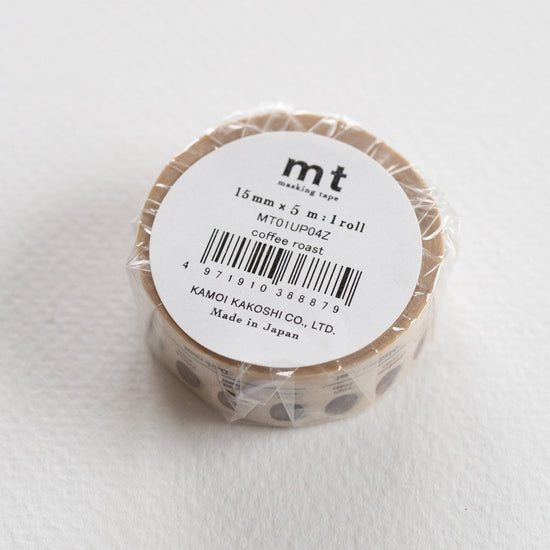 mt
masking tape
15mm x 5 m : 1 roll
MT01UP04Z
coffee roast
4 971910 368879
KAMOI KAKOSHI CO., LTD.
Made in Japan